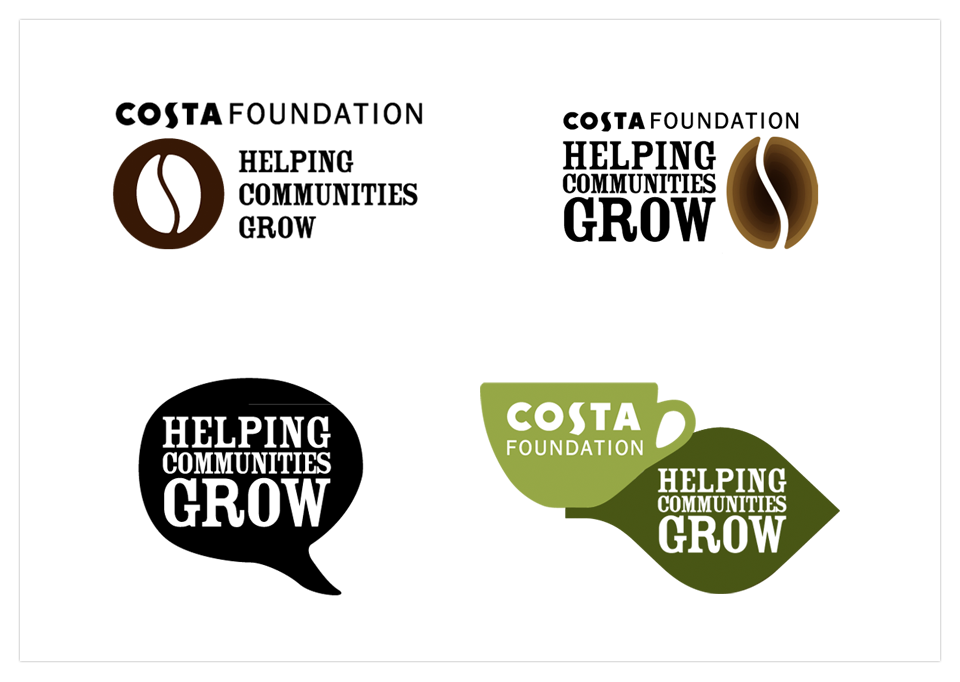 COSTA FOUNDATION
HELPING
COMMUNITIES
GROW
COSTA FOUNDATION
HELPING
COMMUNITIES
GROW
HELPING
COMMUNITIES
GROW
COSTA
FOUNDATION
HELPING
COMMUNITIES
GROW